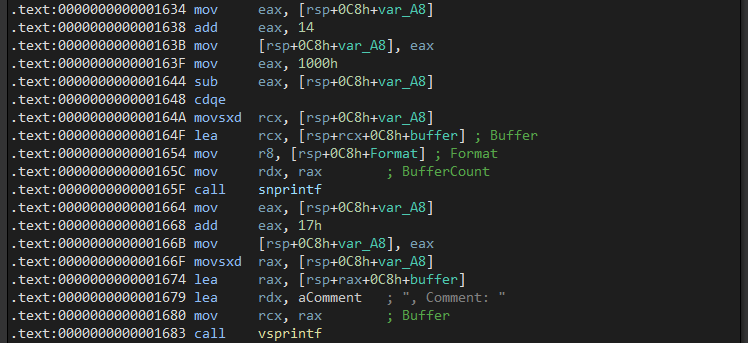 .text:0000000000001634 mov eax, [rsp+0C8h+var_A8]
.text:0000000000001638 add eax, 14
.text:000000000000163B mov [rsp+0C8h+var_A8], eax
.text:000000000000163F mov eax, 1000h
.text:0000000000001644 sub eax, [rsp+0C8h+var_A8]
.text:0000000000001648 cdqe
.text:000000000000164A movsxd rcx, [rsp+0C8h+var_A8]
.text:000000000000164F lea rcx, [rsp+rcx+0C8h+buffer] ; Buffer
.text:0000000000001654 mov r8, [rsp+0C8h+Format] ; Format
.text:000000000000165C mov rdx, rax ; BufferCount
.text:000000000000165F call snprintf
.text:0000000000001664 mov eax, [rsp+0C8h+var_A8]
.text:0000000000001668 add eax, 17h
.text:000000000000166B mov [rsp+0C8h+var_A8], eax
.text:000000000000166F movsxd rax, [rsp+0C8h+var_A8]
.text:0000000000001674 lea rax, [rsp+rax+0C8h+buffer]
.text:0000000000001679 lea rdx, aComment ; ", Comment: "
.text:0000000000001680 mov rcx, rax ; Buffer
.text:0000000000001683 call vsprintf